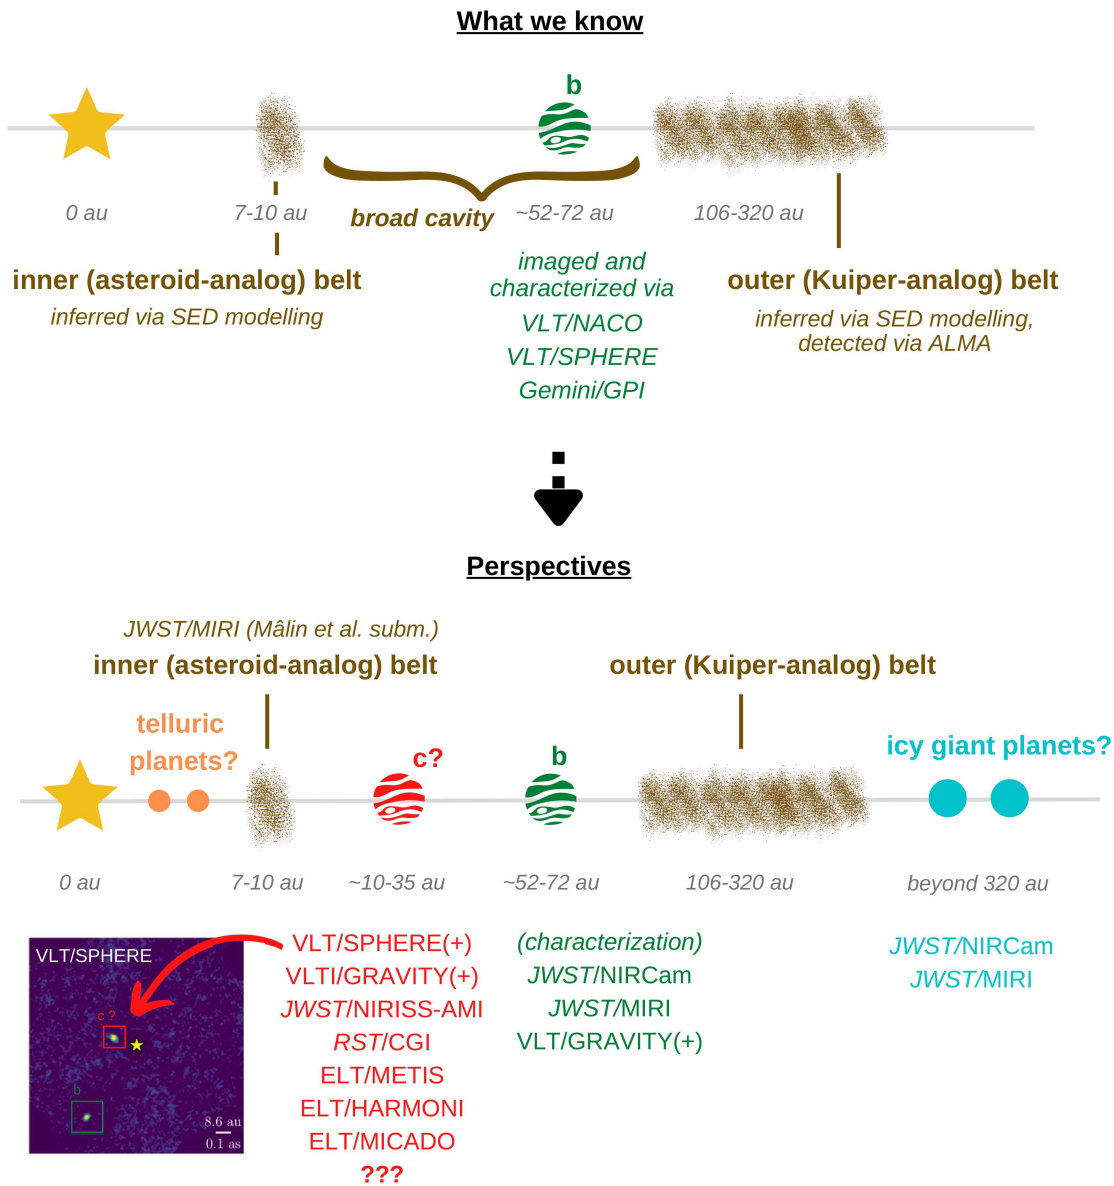 What we know
b
0 au
7-10 au
broad cavity
~52-72 au
106-320 au
inner (asteroid-analog) belt
inferred via SED modelling
imaged and
characterized via
VLT/NACO
VLT/SPHERE
Gemini/GPI
outer (Kuiper-analog) belt
inferred via SED modelling,
detected via ALMA
Perspectives
JWST/MIRI (Mâlin et al. subm.)
inner (asteroid-analog) belt
outer (Kuiper-analog) belt
telluric
planets?
c?
b
icy giant planets?
0 au
7-10 au
~10-35 au
~52-72 au
106-320 au
beyond 320 au
VLT/SPHERE
c ?
b
8.6 au
0.1 as
VLT/SPHERE(+)
VLTI/GRAVITY(+)
JWST/NIRISS-AMI
RST/CGI
ELT/METIS
ELT/HARMONI
ELT/MICADO
???
(characterization)
JWST/NIRCam
JWST/MIRI
VLT/GRAVITY(+)
JWST/NIRCam
JWST/MIRI